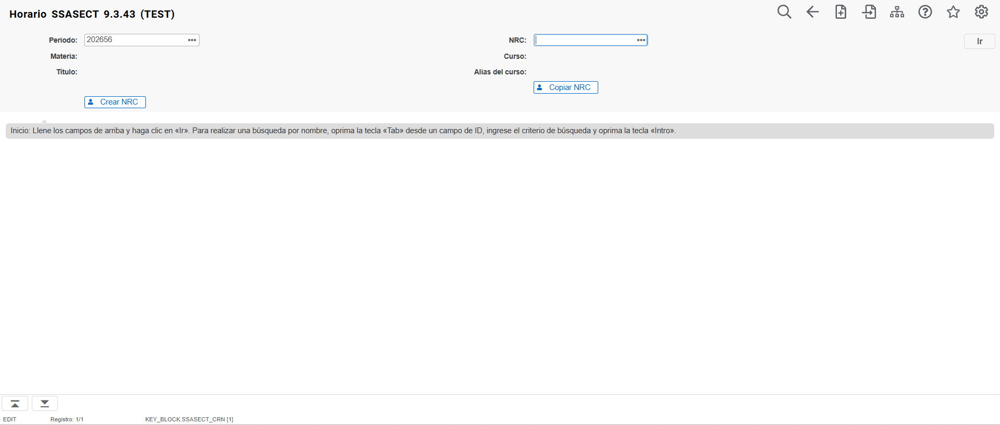 Horario SSASECT 9.3.43 (TEST)
Periodo: 202656 NRC: Ir
Materia: Curso:
Título: Alias del curso:
Copiar NRC
Crear NRC
Inicio: Llene los campos de arriba y haga clic en «Ir». Para realizar una búsqueda por nombre, oprima la tecla «Tab» desde un campo de ID, ingrese el criterio de búsqueda y oprima la tecla «Intro».
EDIT Registro: 1/1 KEY_BLOCK.SSASECT_CRN [1]